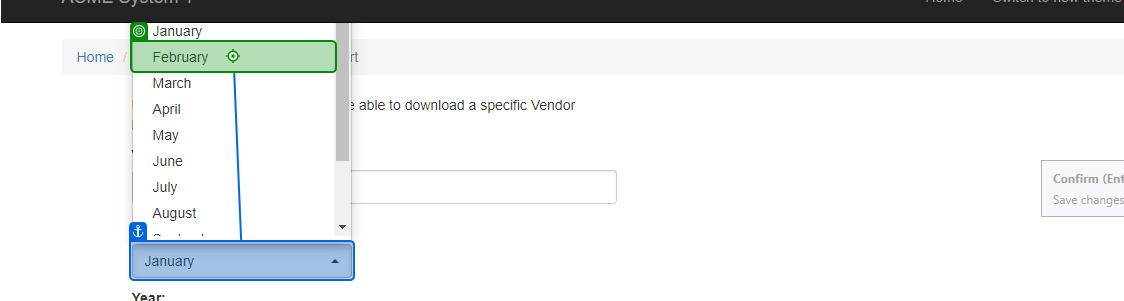 ACME System 1
Home
Switch to new theme
January
Home /
rt
February
March
e able to download a specific Vendor
April
May
June
July
Confirm (Ent
Save changes
August
January
Year: